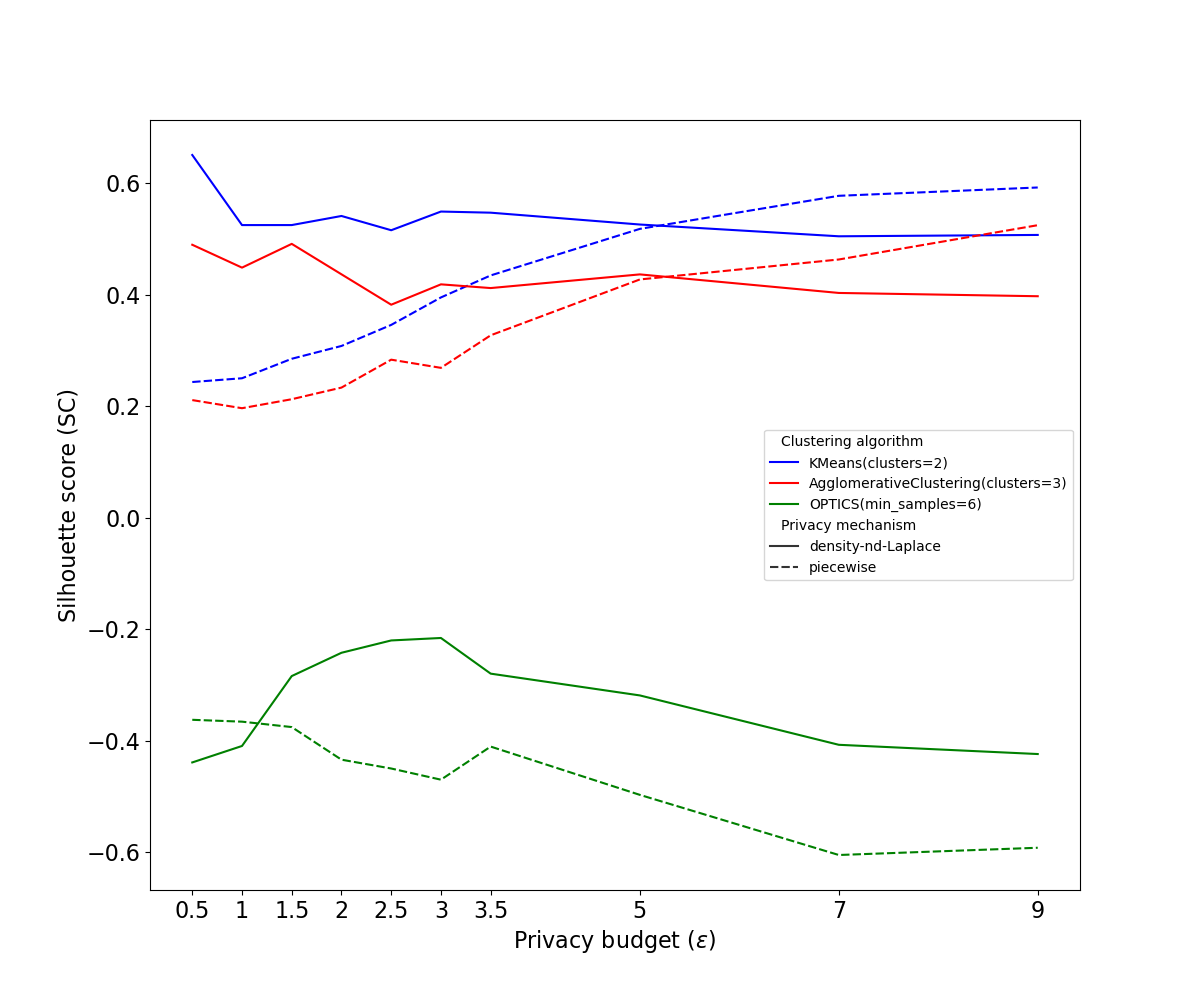 0.6
0.4
0.2
0.0
−0.2
−0.4
−0.6
Silhouette score (SC)
Clustering algorithm
KMeans(clusters=2)
AgglomerativeClustering(clusters=3)
OPTICS(min_samples=6)
Privacy mechanism
density-nd-Laplace
piecewise
0.5 1 1.5 2 2.5 3 3.5 5 7 9
Privacy budget (ε)